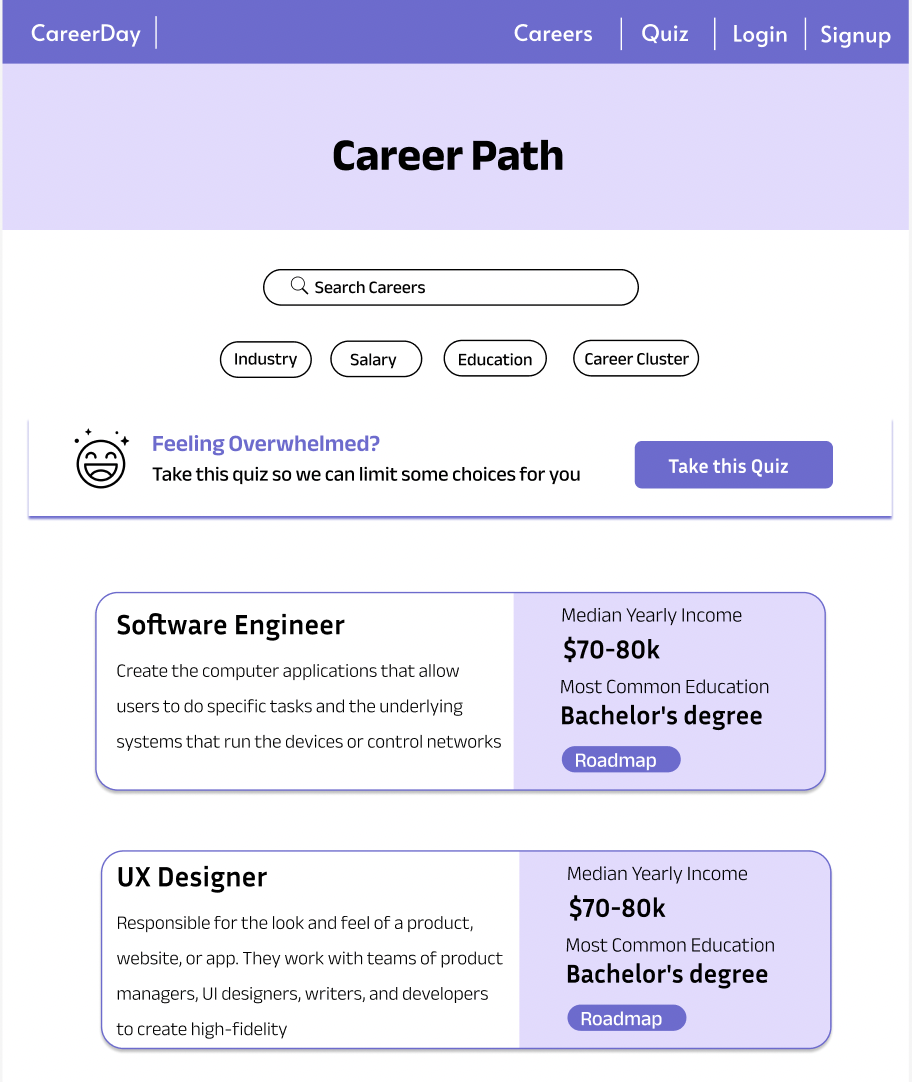 CareerDay
Careers Quiz Login Signup
Career Path
Search Careers
Industry Salary Education Career Cluster
Feeling Overwhelmed?
Take this quiz so we can limit some choices for you
Take this Quiz
Software Engineer
Create the computer applications that allow
users to do specific tasks and the underlying
systems that run the devices or control networks
Median Yearly Income
$70-80k
Most Common Education
Bachelor's degree
Roadmap
UX Designer
Responsible for the look and feel of a product,
website, or app. They work with teams of product
managers, UI designers, writers, and developers
to create high-fidelity
Median Yearly Income
$70-80k
Most Common Education
Bachelor's degree
Roadmap